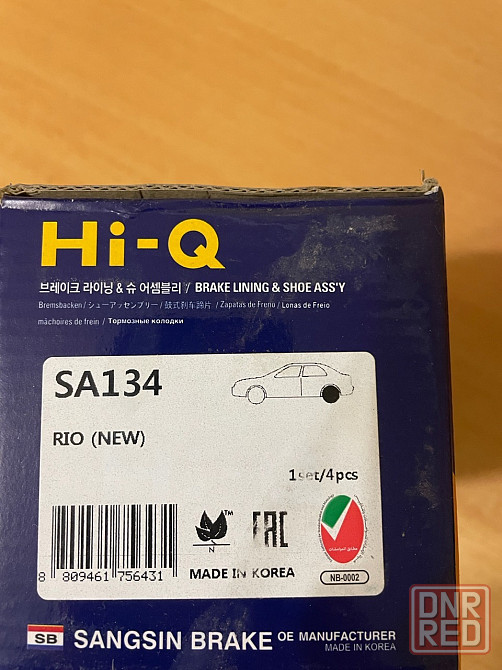 Hi-Q
브레이크 라이닝 & 슈 어셈블리 / BRAKE LINING & SHOE ASS'Y
Bremsbacken / シューアッセンブリー / 鼓式刹车蹄片 / Zapatas de Freno / Lonas de Freio
mâchoires de frein / Тормозные колодки
SA134
RIO (NEW)
1set/4pcs
TM
N
EAC
8 809461 756431
MADE IN KOREA
NB-0002
SB SANGSIN BRAKE OE MANUFACTURER
MADE IN KOREA
DNR
RED